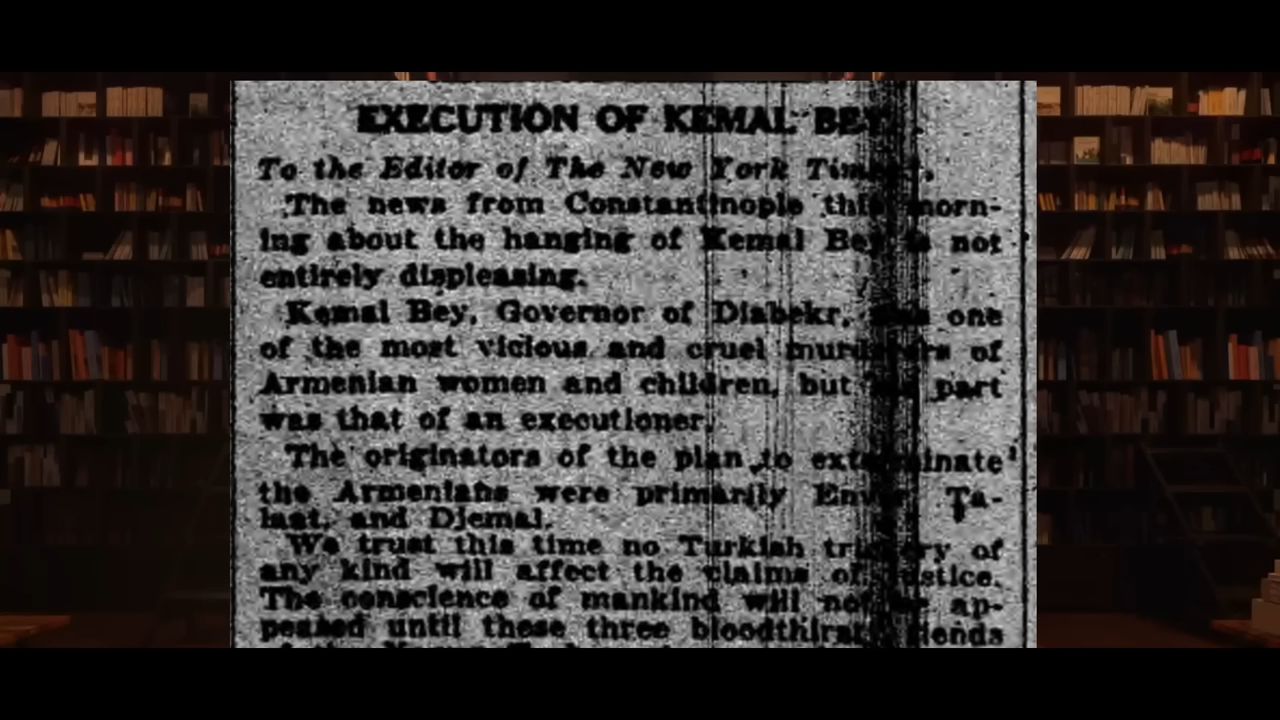 EXECUTION OF KEMAL BEY.
To the Editor of The New York Times.
The news from Constantinople this morn-
ing about the hanging of Kemal Bey is not
entirely displeasing.
Kemal Bey, Governor of Diabekr, was one
of the most vicious and cruel murderers of
Armenian women and children, but his part
was that of an executioner.
The originators of the plan to exterminate
the Armenians were primarily Enver, Ta-
laat, and Djemal.
We trust this time no Turkish trickery of
any kind will affect the claims of justice.
The conscience of mankind will not be ap-
peased until these three bloodthirsty fiends